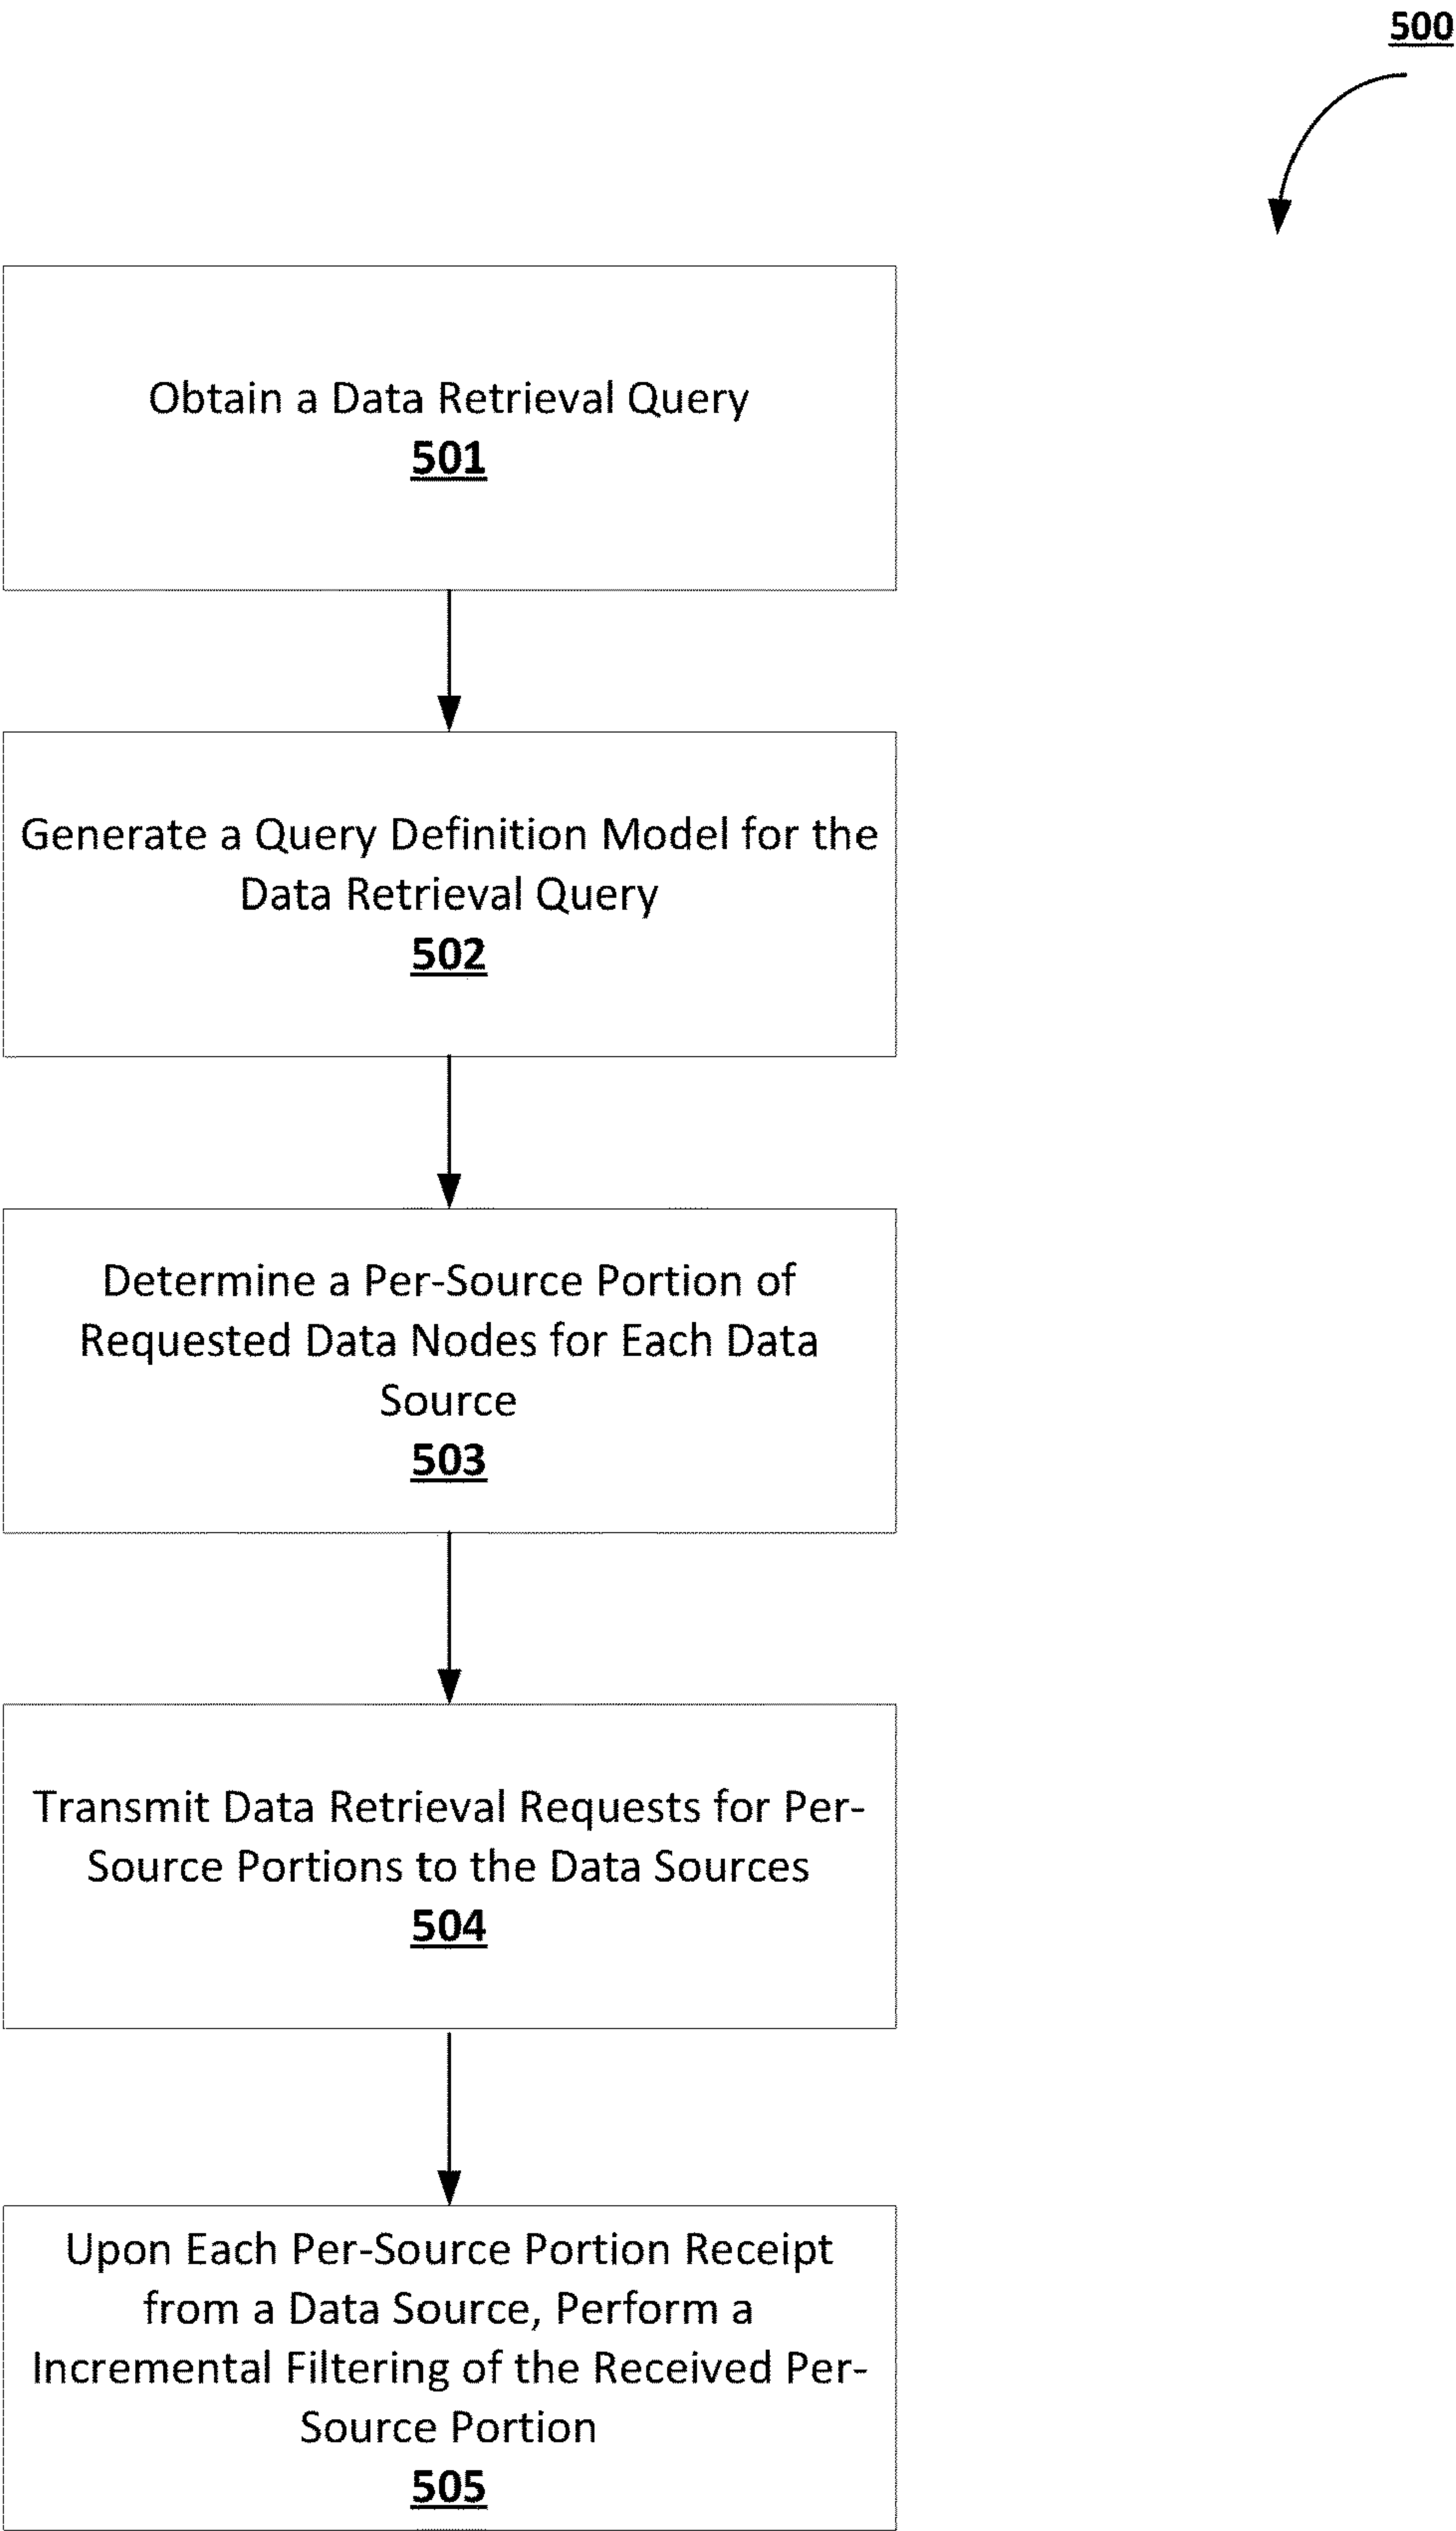 500
Obtain a Data Retrieval Query
501
Generate a Query Definition Model for the
Data Retrieval Query
502
Determine a Per-Source Portion of
Requested Data Nodes for Each Data
Source
503
Transmit Data Retrieval Requests for Per-
Source Portions to the Data Sources
504
Upon Each Per-Source Portion Receipt
from a Data Source, Perform a
Incremental Filtering of the Received Per-
Source Portion
505